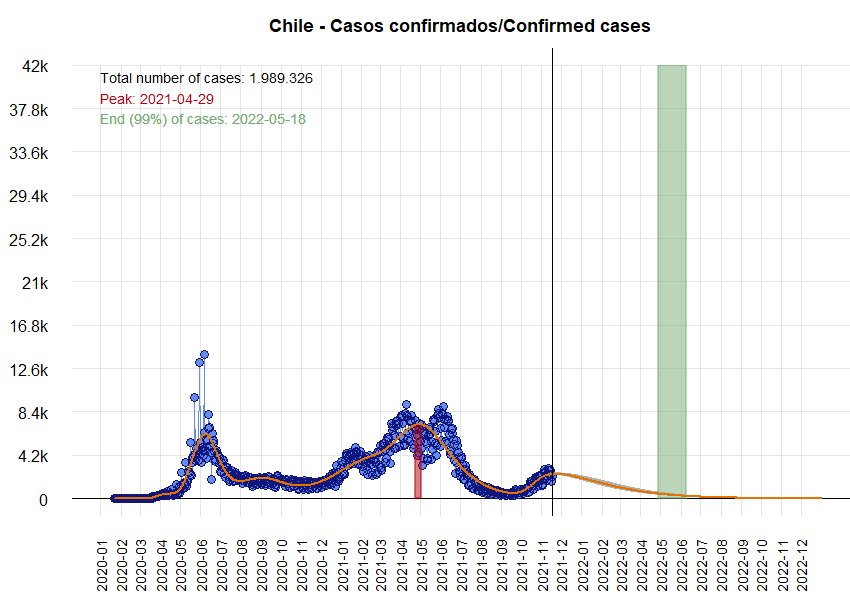 Chile - Casos confirmados/Confirmed cases
42k
Total number of cases: 1.989.326
Peak: 2021-04-29
37.8k
End (99%) of cases: 2022-05-18
33.6k
29.4k
25.2k
21k
16.8k
12.6k
8.4k
4.2k
0
2020-01
2020-02
2020-03
2020-04
2020-05
2020-06
2020-07
2020-08
2020-09
2020-10
2020-11
2020-12
2021-01
2021-02
2021-03
2021-04
2021-05
2021-06
2021-07
2021-08
2021-09
2021-10
2021-11
2021-12
2022-01
2022-02
2022-03
2022-04
2022-05
2022-06
2022-07
2022-08
2022-09
2022-10
2022-11
2022-12